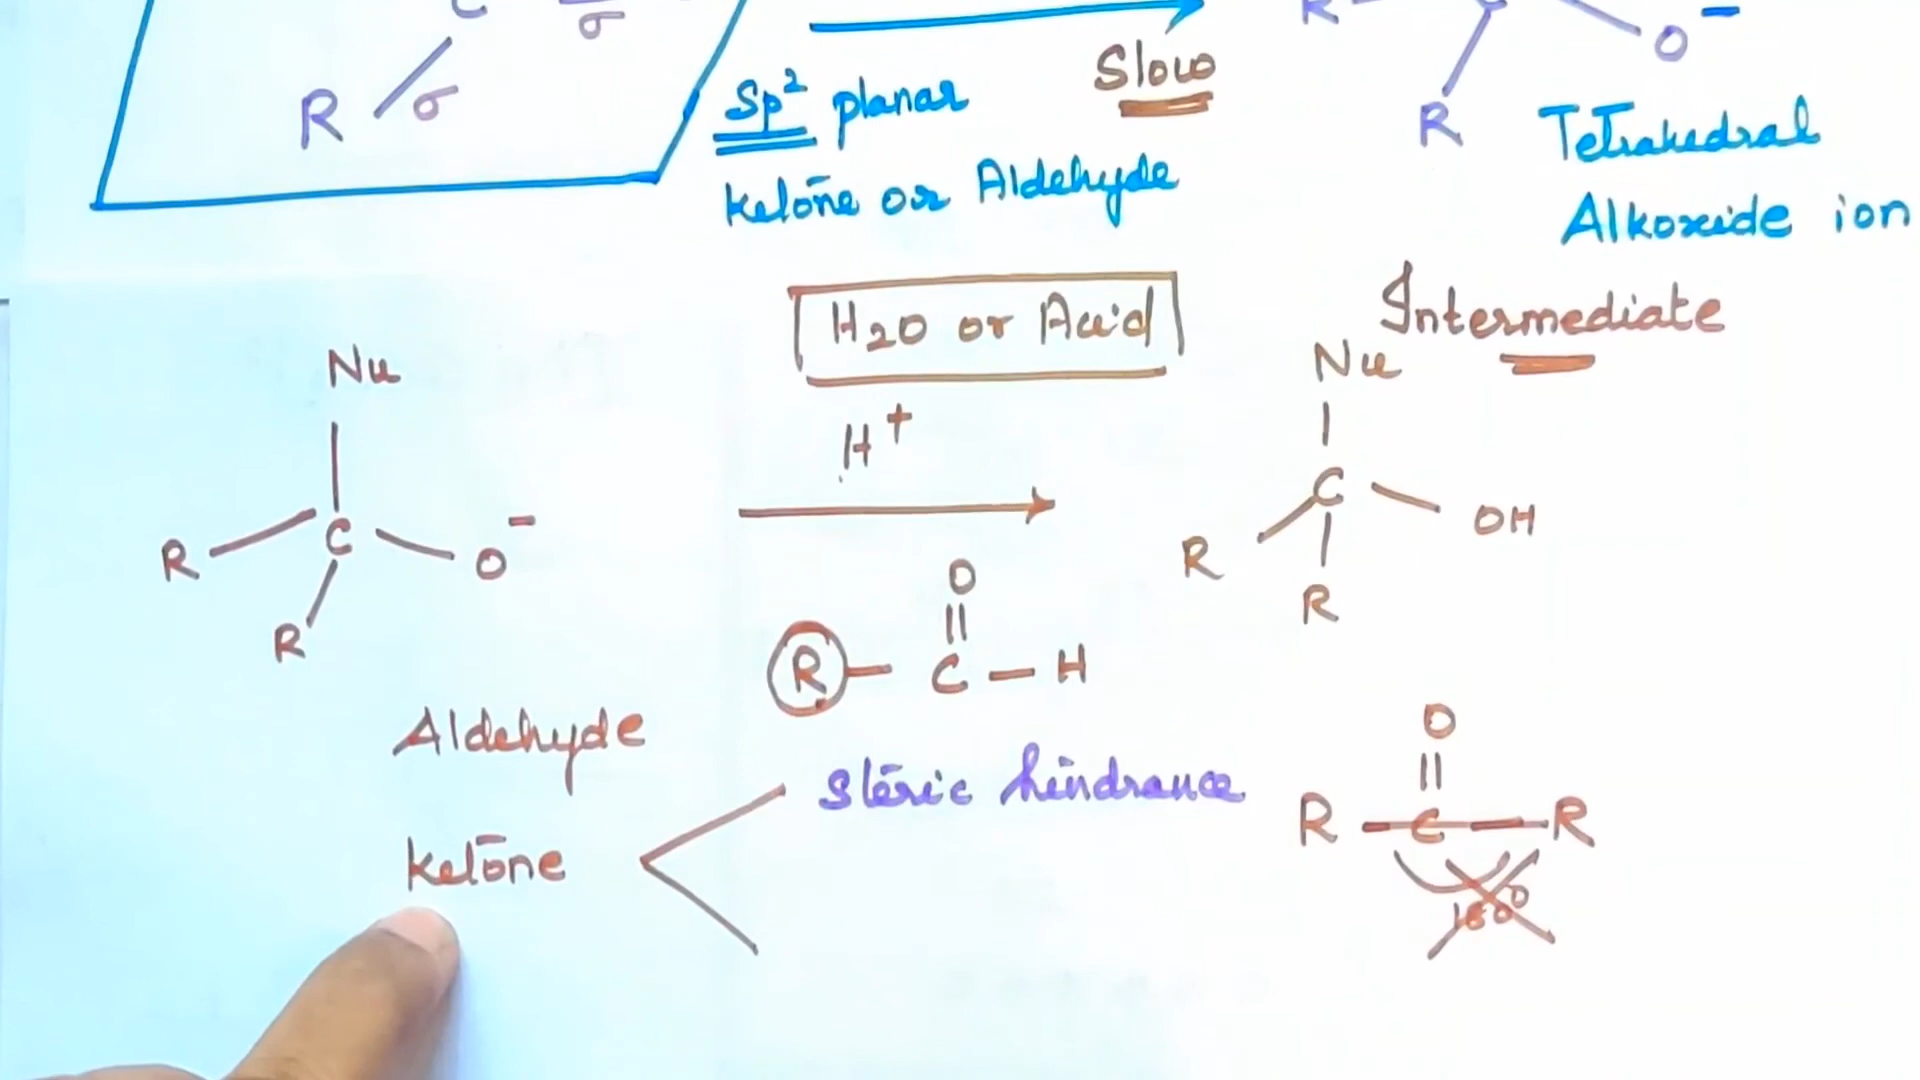 C
σ
R σ
Slow
Sp² planar
Ketone or Aldehyde
R O⁻
R
Tetrahedral
Alkoxide ion
Intermediate
H₂O or Acid
Nu
R C O⁻
R
H⁺
Nu
C OH
R
R
O
R C H
Aldehyde
Ketone
Steric hindrance
O
R C R
180